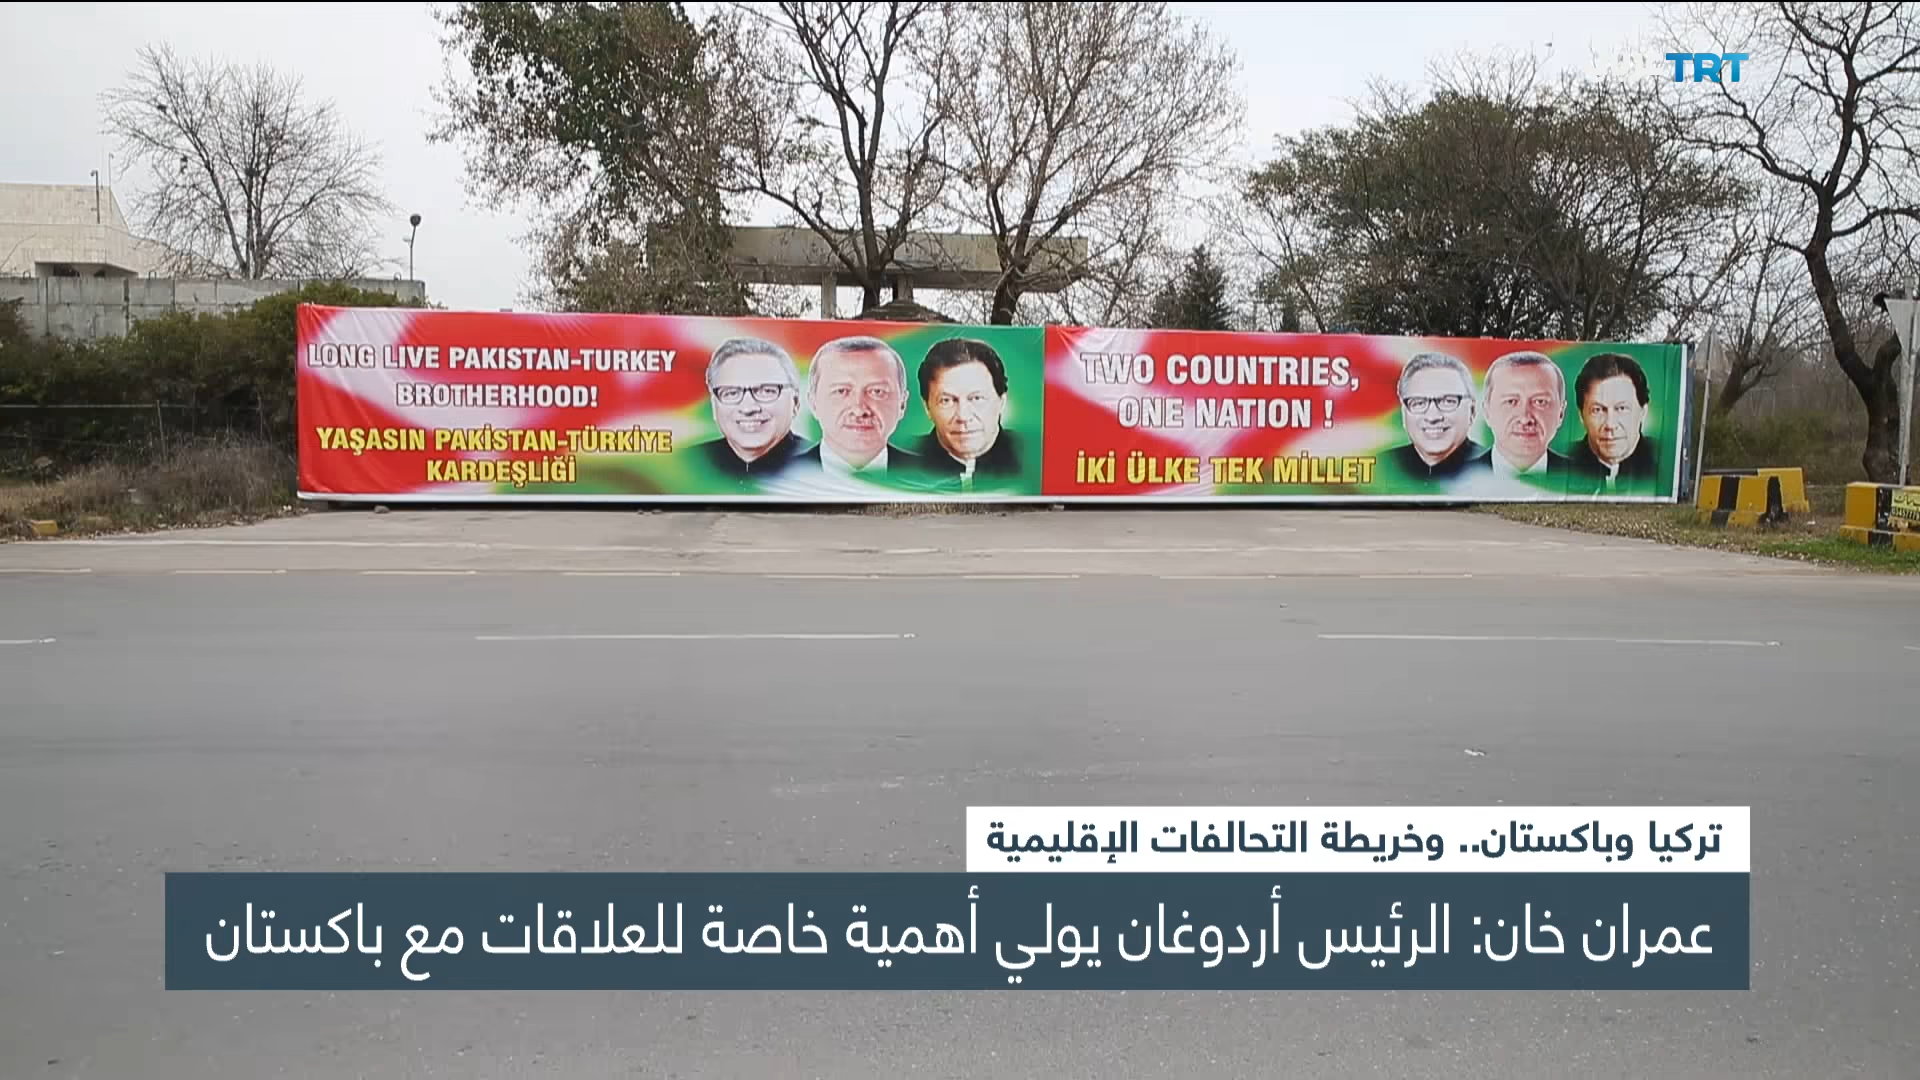 TRT عربي
LONG LIVE PAKISTAN-TURKEY
BROTHERHOOD!
YAŞASIN PAKİSTAN-TÜRKİYE
KARDEŞLİĞİ
TWO COUNTRIES,
ONE NATION !
İKİ ÜLKE TEK MİLLET
تركيا وباكستان.. وخريطة التحالفات الإقليمية
عمران خان: الرئيس أردوغان يولي أهمية خاصة للعلاقات مع باكستان